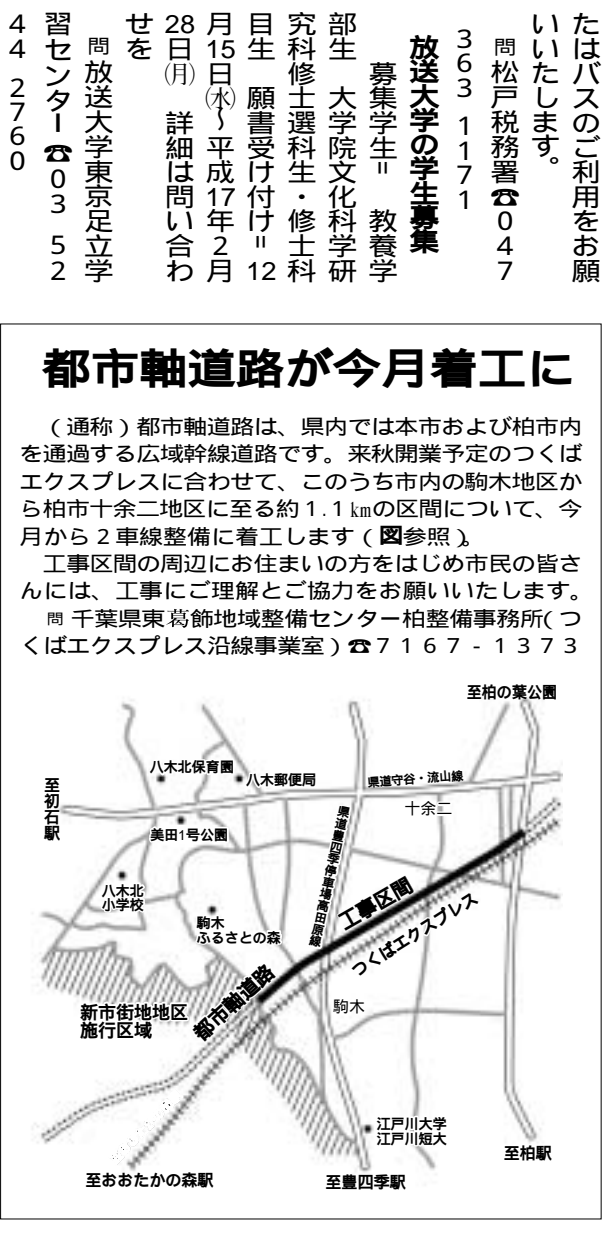 たはバスのご利用をお願
いいたします。
問松戸税務署☎047
363 1171
放送大学の学生募集
募集学生＝ 教養学
部生 大学院文化科学研
究科修士選科生・修士科
目生 願書受け付け＝12
月15日㈬～平成17年2月
28日㈪ 詳細は問い合わ
せを
問放送大学東京足立学
習センター☎03 52
44 2760
都市軸道路が今月着工に
（通称）都市軸道路は、県内では本市および柏市内
を通過する広域幹線道路です。来秋開業予定のつくば
エクスプレスに合わせて、このうち市内の駒木地区か
ら柏市十余二地区に至る約1.1㎞の区間について、今
月から2車線整備に着工します（図参照）。
工事区間の周辺にお住まいの方をはじめ市民の皆さ
んには、工事にご理解とご協力をお願いいたします。
問 千葉県東葛飾地域整備センター柏整備事務所（つ
くばエクスプレス沿線事業室）☎7167-1373
至柏の葉公園
八木北保育園
八木郵便局
県道守谷・流山線
至初石駅
十余二
美田1号公園
県道豊四季停車場高田原線
八木北
小学校
工事区間
駒木
ふるさとの森
つくばエクスプレス
都市軸道路
新市街地地区
施行区域
駒木
江戸川大学
江戸川短大
至柏駅
至おおたかの森駅
至豊四季駅